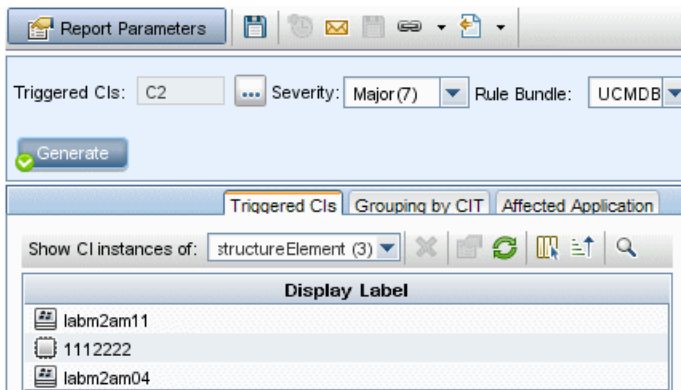 Report Parameters
Triggered CIs: C2 ... Severity: Major(7) Rule Bundle: UCMDB
Generate
Triggered CIs Grouping by CIT Affected Application
Show CI instances of: structureElement (3)
Display Label
labm2am11
1112222
labm2am04